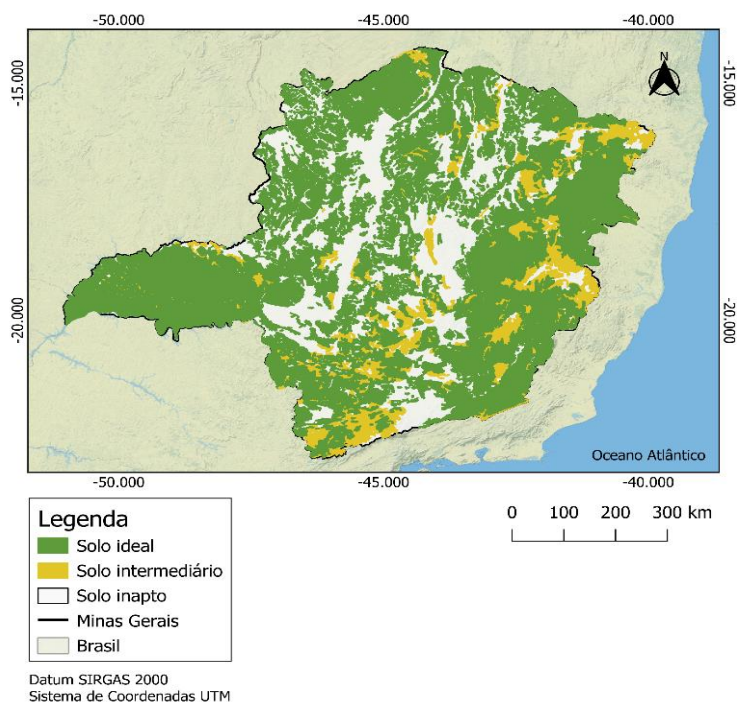 -50.000 -45.000 -40.000
-15.000 -15.000
N
-20.000 -20.000
Oceano Atlântico
-50.000 -45.000 -40.000
Legenda
Solo ideal
Solo intermediário
Solo inapto
Minas Gerais
Brasil
0 100 200 300 km
Datum SIRGAS 2000
Sistema de Coordenadas UTM